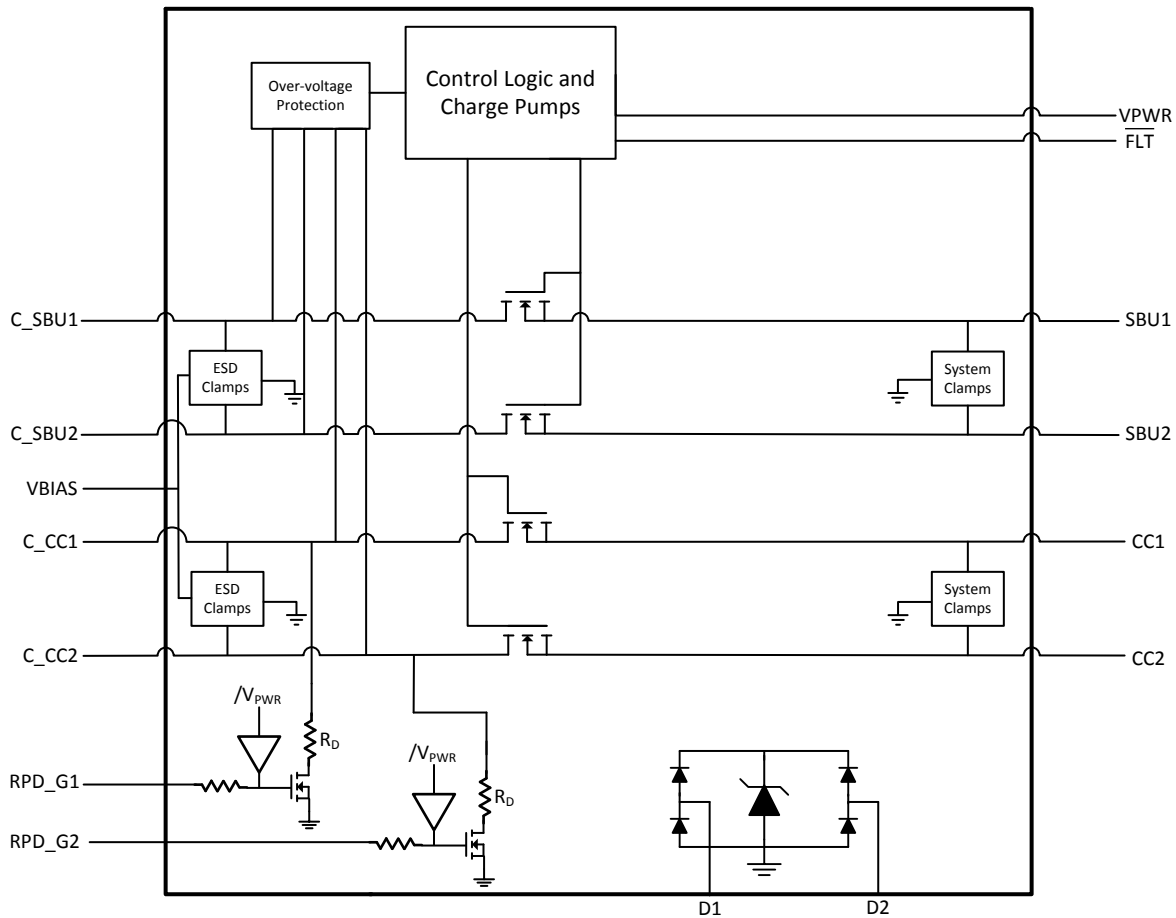 Control Logic and
Charge Pumps
Over-voltage
Protection
VPWR
FLT
C_SBU1
SBU1
ESD
Clamps
System
Clamps
C_SBU2
SBU2
VBIAS
C_CC1
CC1
ESD
Clamps
System
Clamps
C_CC2
CC2
/VPWR
RD
/VPWR
RPD_G1
RD
RPD_G2
D1
D2